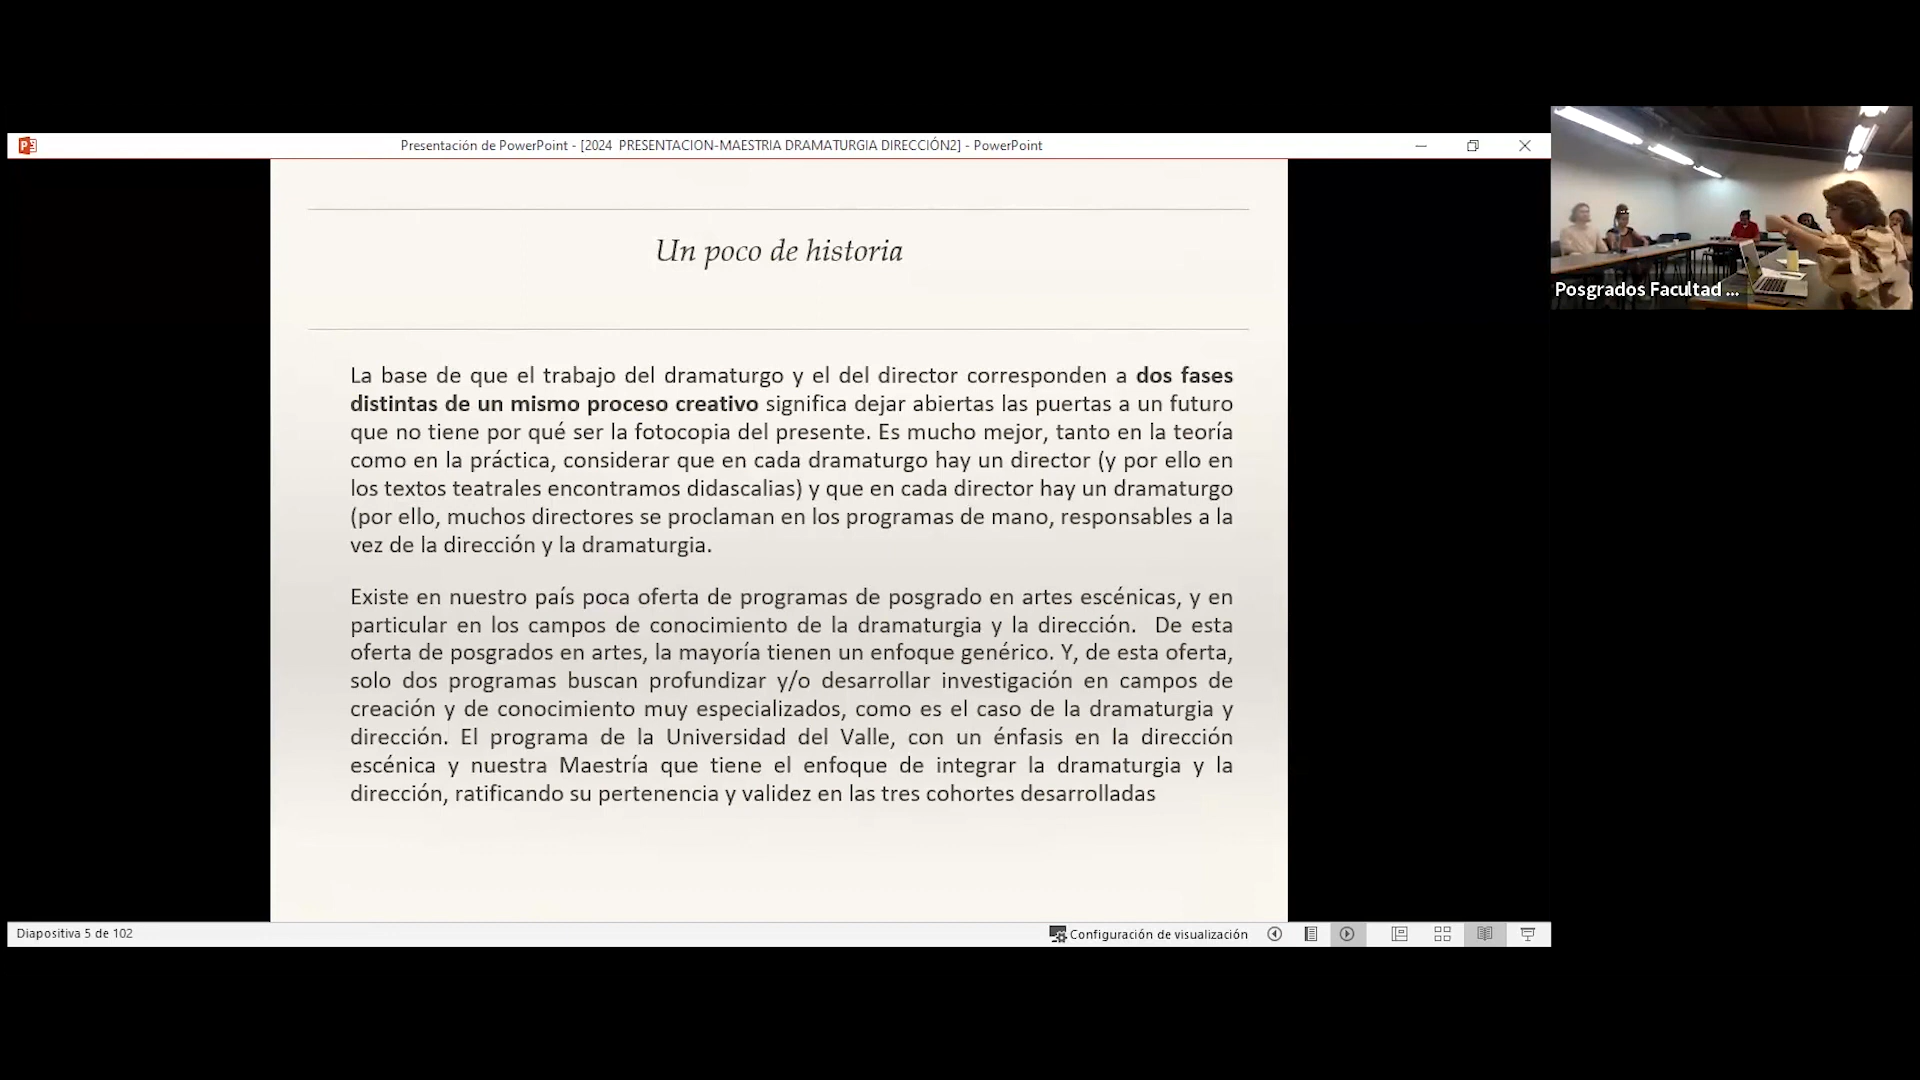 Presentación de PowerPoint - [2024  PRESENTACION-MAESTRIA DRAMATURGIA DIRECCIÓN2] - PowerPoint
Un poco de historia
La base de que el trabajo del dramaturgo y el del director corresponden a dos fases
distintas de un mismo proceso creativo significa dejar abiertas las puertas a un futuro
que no tiene por qué ser la fotocopia del presente. Es mucho mejor, tanto en la teoría
como en la práctica, considerar que en cada dramaturgo hay un director (y por ello en
los textos teatrales encontramos didascalias) y que en cada director hay un dramaturgo
(por ello, muchos directores se proclaman en los programas de mano, responsables a la
vez de la dirección y la dramaturgia.
Existe en nuestro país poca oferta de programas de posgrado en artes escénicas, y en
particular en los campos de conocimiento de la dramaturgia y la dirección.  De esta
oferta de posgrados en artes, la mayoría tienen un enfoque genérico. Y, de esta oferta,
solo dos programas buscan profundizar y/o desarrollar investigación en campos de
creación y de conocimiento muy especializados, como es el caso de la dramaturgia y
dirección. El programa de la Universidad del Valle, con un énfasis en la dirección
escénica y nuestra Maestría que tiene el enfoque de integrar la dramaturgia y la
dirección, ratificando su pertenencia y validez en las tres cohortes desarrolladas
Posgrados Facultad ...
Diapositiva 5 de 102
Configuración de visualización